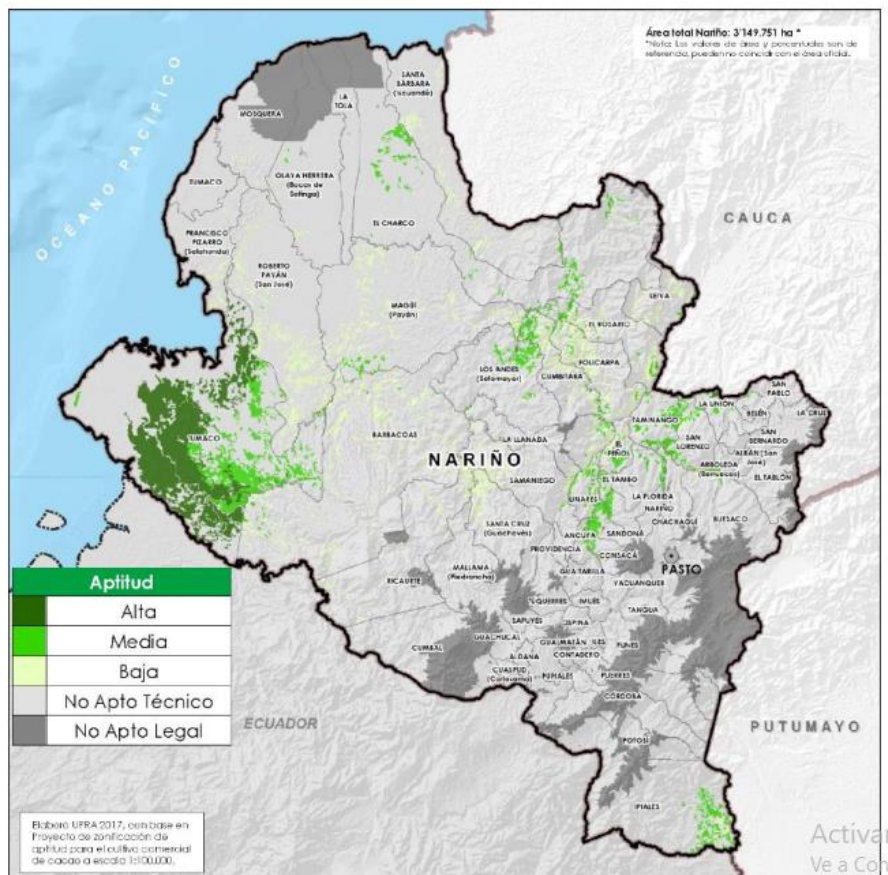 Área total Nariño: 3'149.751 ha *
*Nota: Los valores de área y porcentuales son de
referencia, pueden no coincidir con el área oficial.
OCÉANO PACÍFICO
CAUCA
PUTUMAYO
ECUADOR
NARIÑO
MOSQUERA
LA
TOLA
SANTA
BÁRBARA
(Iscuandé)
TUMACO
OLAYA HERRERA
(Bocas de
Satinga)
EL CHARCO
FRANCISCO
PIZARRO
(Salahonda)
ROBERTO
PAYÁN
(San José)
MAGÜÍ
(Payán)
LEIVA
EL ROSARIO
POLICARPA
CUMBITARA
LOS ANDES
(Sotomayor)
TUMACO
BARBACOAS
LA LLANADA
SAMANIEGO
SANTA CRUZ
(Guachavés)
TAMINANGO
LA UNIÓN
SAN
PABLO
BELÉN
LA CRUZ
SAN
BERNARDO
SAN
LORENZO
ALBÁN (San
José)
ARBOLEDA
(Berruecos)
EL TABLÓN
EL
PEÑOL
EL TAMBO
LINARES
LA FLORIDA
NARIÑO
CHACHAGÜÍ
BUESACO
ANCUYA
SANDONÁ
PROVIDENCIA
CONSACÁ
GUAITARILLA
YACUANQUER
PASTO
RICAURTE
MALLAMA
(Piedrancha)
TÚQUERRES
IMUÉS
TANGUA
SAPUYES
OSPINA
GUACHUCAL
GUALMATÁN
ILES
FUNES
CUMBAL
ALDANA
CONTADERO
CUASPUD
(Carlosama)
PUPIALES
PUERRES
CÓRDOBA
POTOSÍ
IPIALES
Aptitud
Alta
Media
Baja
No Apto Técnico
No Apto Legal
Elaboró UPRA 2017, con base en
Proyecto de zonificación de
aptitud para el cultivo comercial
de cacao a escala 1:100.000.
Activar
Ve a Con